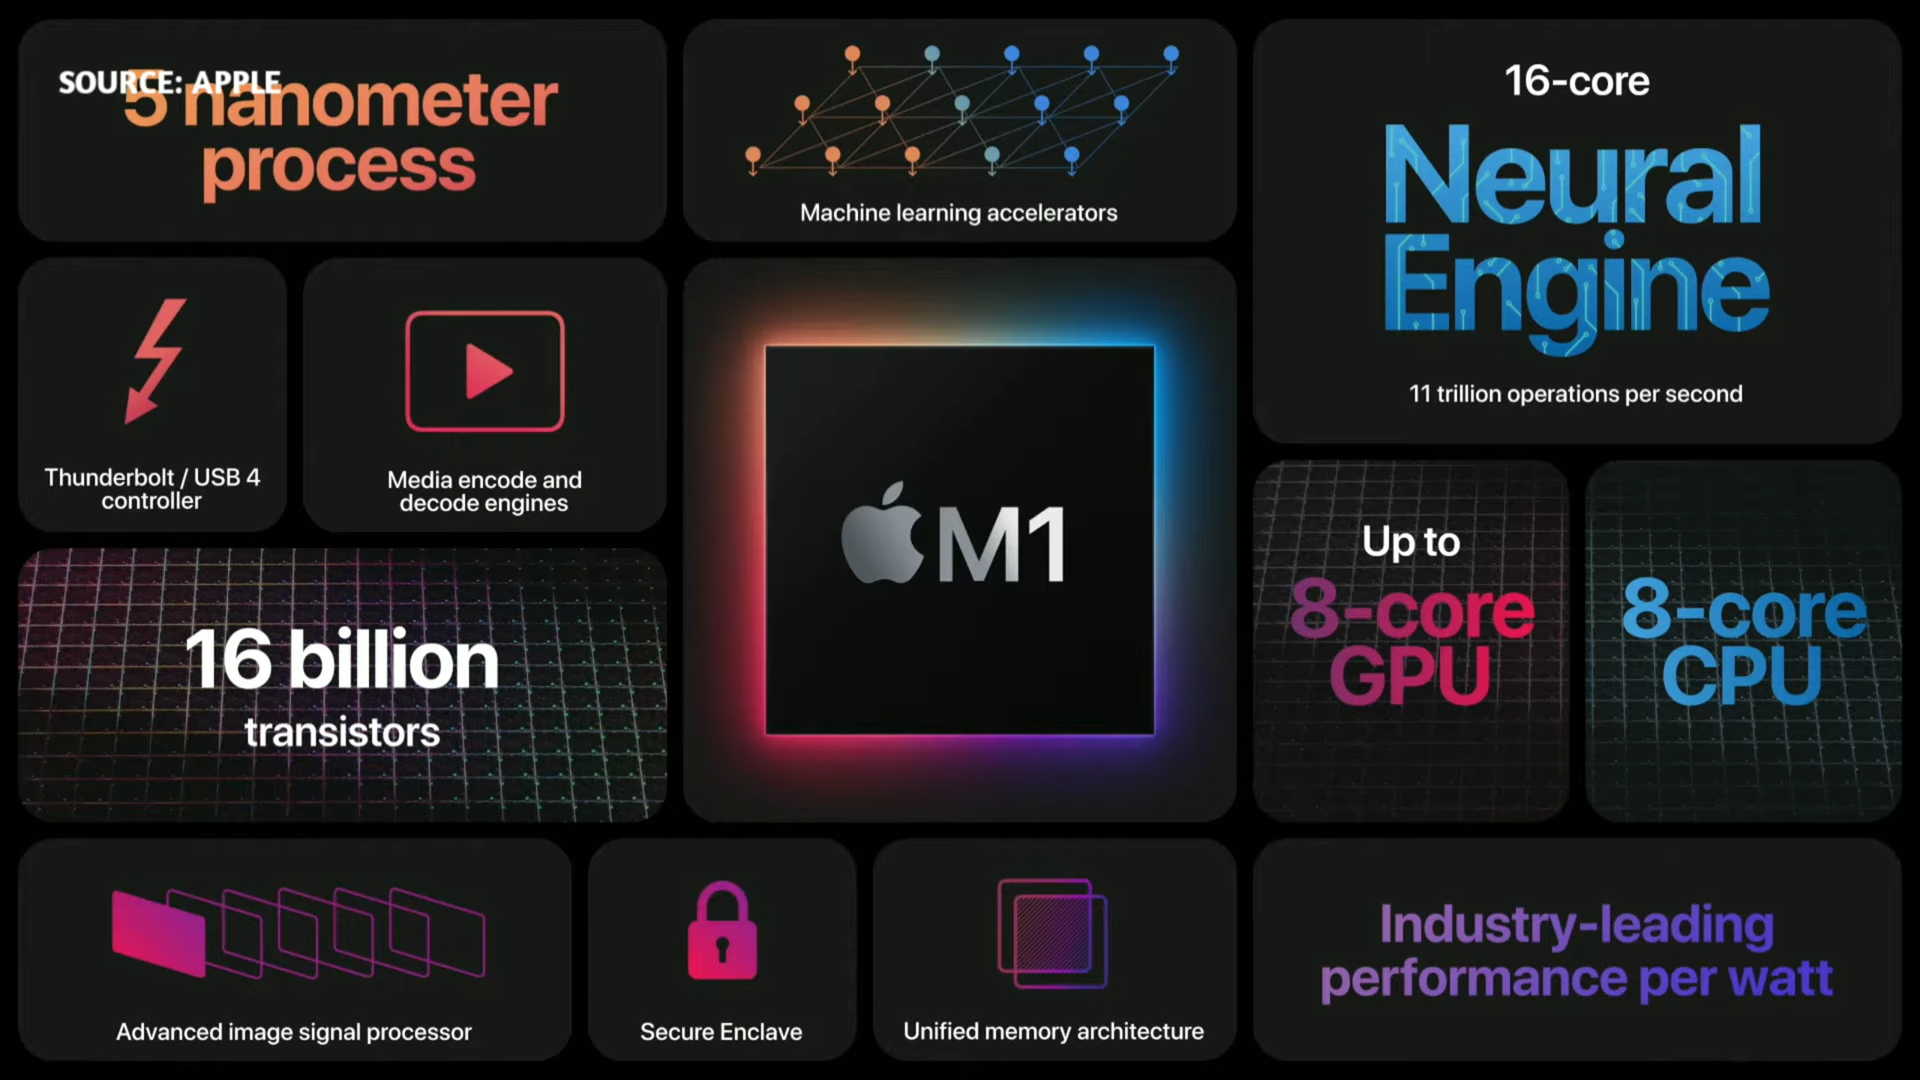 SOURCE: APPLE
5 nanometer
process
Machine learning accelerators
16-core
Neural
Engine
11 trillion operations per second
Thunderbolt / USB 4
controller
Media encode and
decode engines
M1
Up to
8-core
GPU
8-core
CPU
16 billion
transistors
Advanced image signal processor
Secure Enclave
Unified memory architecture
Industry-leading
performance per watt